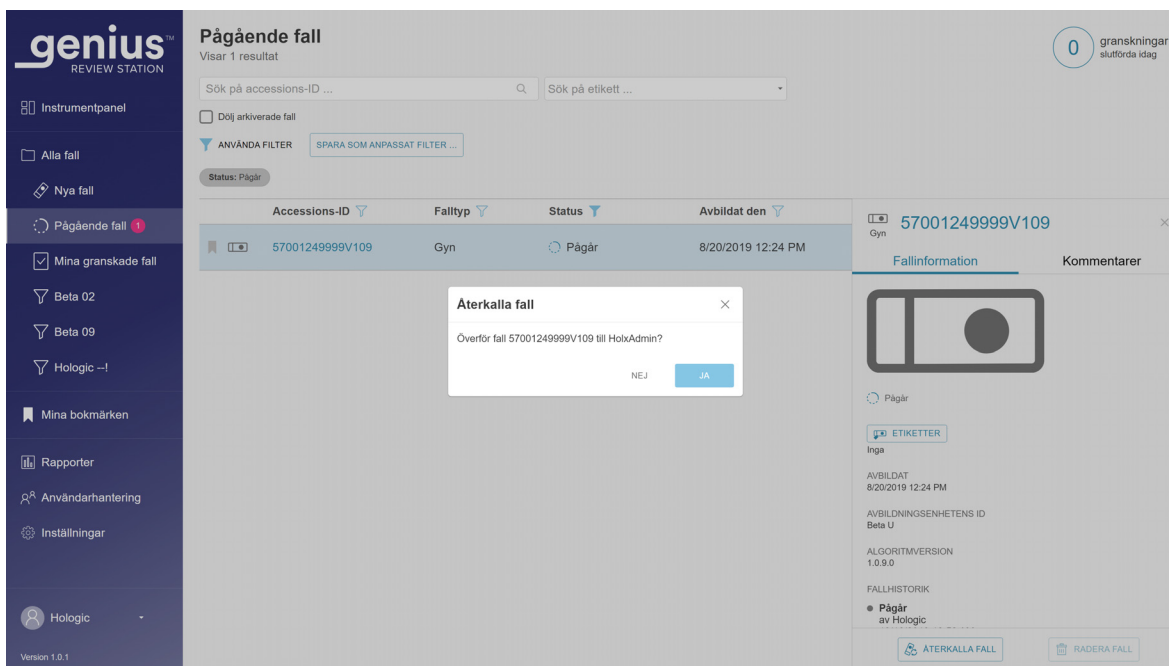 genius™
REVIEW STATION
Instrumentpanel
Alla fall
Nya fall
Pågående fall 1
Mina granskade fall
Beta 02
Beta 09
Hologic --!
Mina bokmärken
Rapporter
Användarhantering
Inställningar
Hologic
Version 1.0.1
Pågående fall
Visar 1 resultat
0 granskningar
slutförda idag
Sök på accessions-ID ...
Sök på etikett ...
Dölj arkiverade fall
ANVÄNDA FILTER
SPARA SOM ANPASSAT FILTER ...
Status: Pågår
Accessions-ID Falltyp Status Avbildat den
57001249999V109 Gyn Pågår 8/20/2019 12:24 PM
Återkalla fall
Överför fall 57001249999V109 till HolxAdmin?
NEJ JA
Gyn 57001249999V109
Fallinformation Kommentarer
Pågår
ETIKETTER
Inga
AVBILDAT
8/20/2019 12:24 PM
AVBILDNINGSENHETENS ID
Beta U
ALGORITMVERSION
1.0.9.0
FALLHISTORIK
Pågår
av Hologic
ÅTERKALLA FALL RADERA FALL